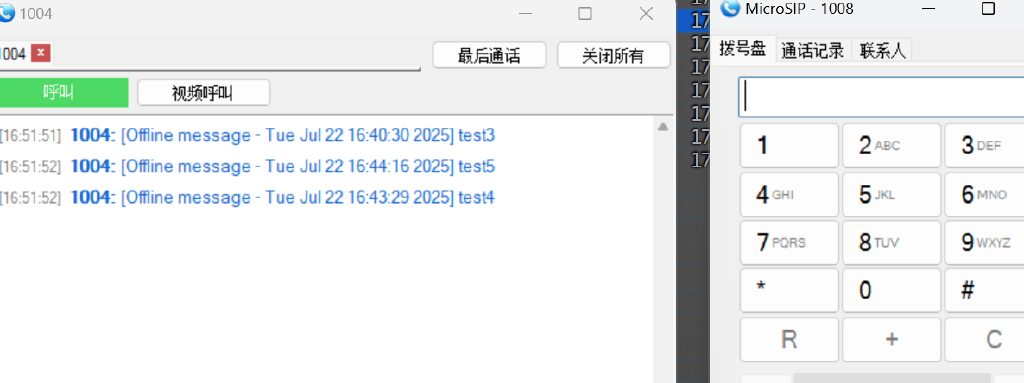 1004
1004
最后通话
关闭所有
呼叫
视频呼叫
[16:51:51] 1004: [Offline message - Tue Jul 22 16:40:30 2025] test3
[16:51:52] 1004: [Offline message - Tue Jul 22 16:44:16 2025] test5
[16:51:52] 1004: [Offline message - Tue Jul 22 16:43:29 2025] test4
17
17
17
17
17
17
17
MicroSIP - 1008
拨号盘 通话记录 联系人
1 2 ABC 3 DEF
4 GHI 5 JKL 6 MNO
7 PQRS 8 TUV 9 WXYZ
* 0 #
R + C